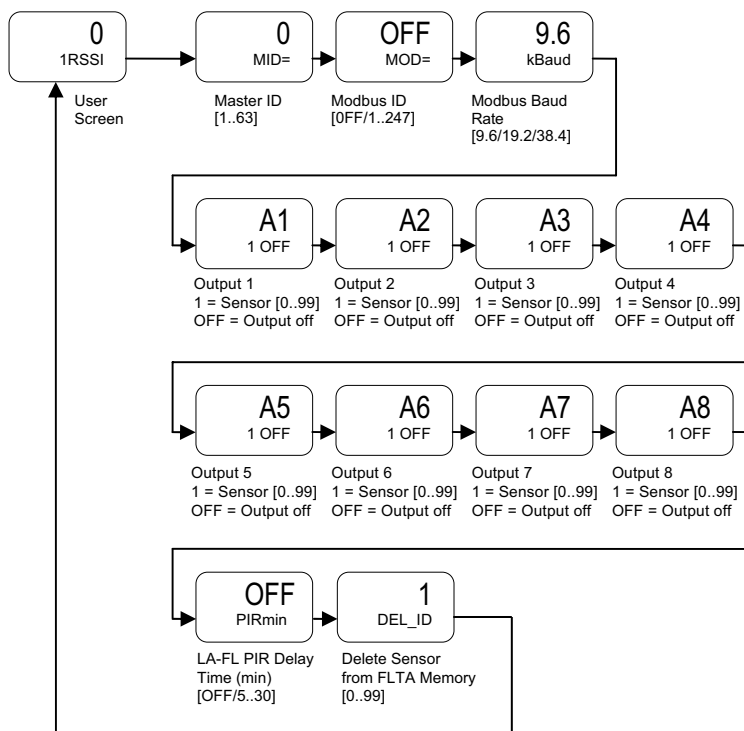 0
1RSSI
User
Screen
0
MID=
Master ID
[1..63]
OFF
MOD=
Modbus ID
[0FF/1..247]
9.6
kBaud
Modbus Baud
Rate
[9.6/19.2/38.4]
A1
1 OFF
Output 1
1 = Sensor [0..99]
OFF = Output off
A2
1 OFF
Output 2
1 = Sensor [0..99]
OFF = Output off
A3
1 OFF
Output 3
1 = Sensor [0..99]
OFF = Output off
A4
1 OFF
Output 4
1 = Sensor [0..99]
OFF = Output off
A5
1 OFF
Output 5
1 = Sensor [0..99]
OFF = Output off
A6
1 OFF
Output 6
1 = Sensor [0..99]
OFF = Output off
A7
1 OFF
Output 7
1 = Sensor [0..99]
OFF = Output off
A8
1 OFF
Output 8
1 = Sensor [0..99]
OFF = Output off
OFF
PIRmin
LA-FL PIR Delay
Time (min)
[OFF/5..30]
1
DEL_ID
Delete Sensor
from FLTA Memory
[0..99]